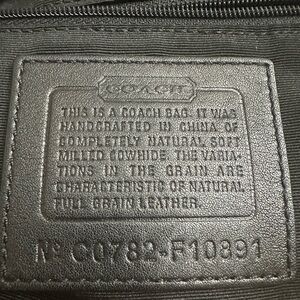 COACH
THIS IS A COACH BAG. IT WAS
HANDCRAFTED IN CHINA OF
COMPLETELY NATURAL SOFT
MILLED COWHIDE. THE VARIA-
TIONS IN THE GRAIN ARE
CHARACTERISTIC OF NATURAL
FULL GRAIN LEATHER.
Nº C0782-F10891